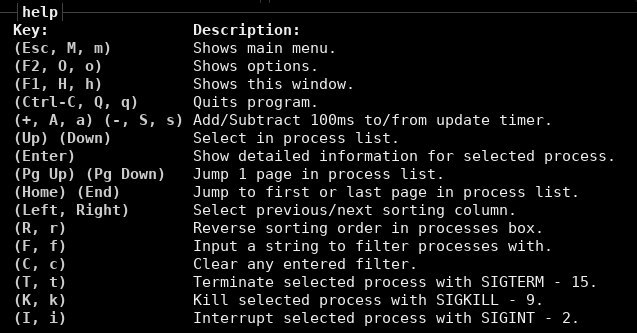 help
Key: Description:
(Esc, M, m) Shows main menu.
(F2, O, o) Shows options.
(F1, H, h) Shows this window.
(Ctrl-C, Q, q) Quits program.
(+, A, a) (-, S, s) Add/Subtract 100ms to/from update timer.
(Up) (Down) Select in process list.
(Enter) Show detailed information for selected process.
(Pg Up) (Pg Down) Jump 1 page in process list.
(Home) (End) Jump to first or last page in process list.
(Left, Right) Select previous/next sorting column.
(R, r) Reverse sorting order in processes box.
(F, f) Input a string to filter processes with.
(C, c) Clear any entered filter.
(T, t) Terminate selected process with SIGTERM - 15.
(K, k) Kill selected process with SIGKILL - 9.
(I, i) Interrupt selected process with SIGINT - 2.